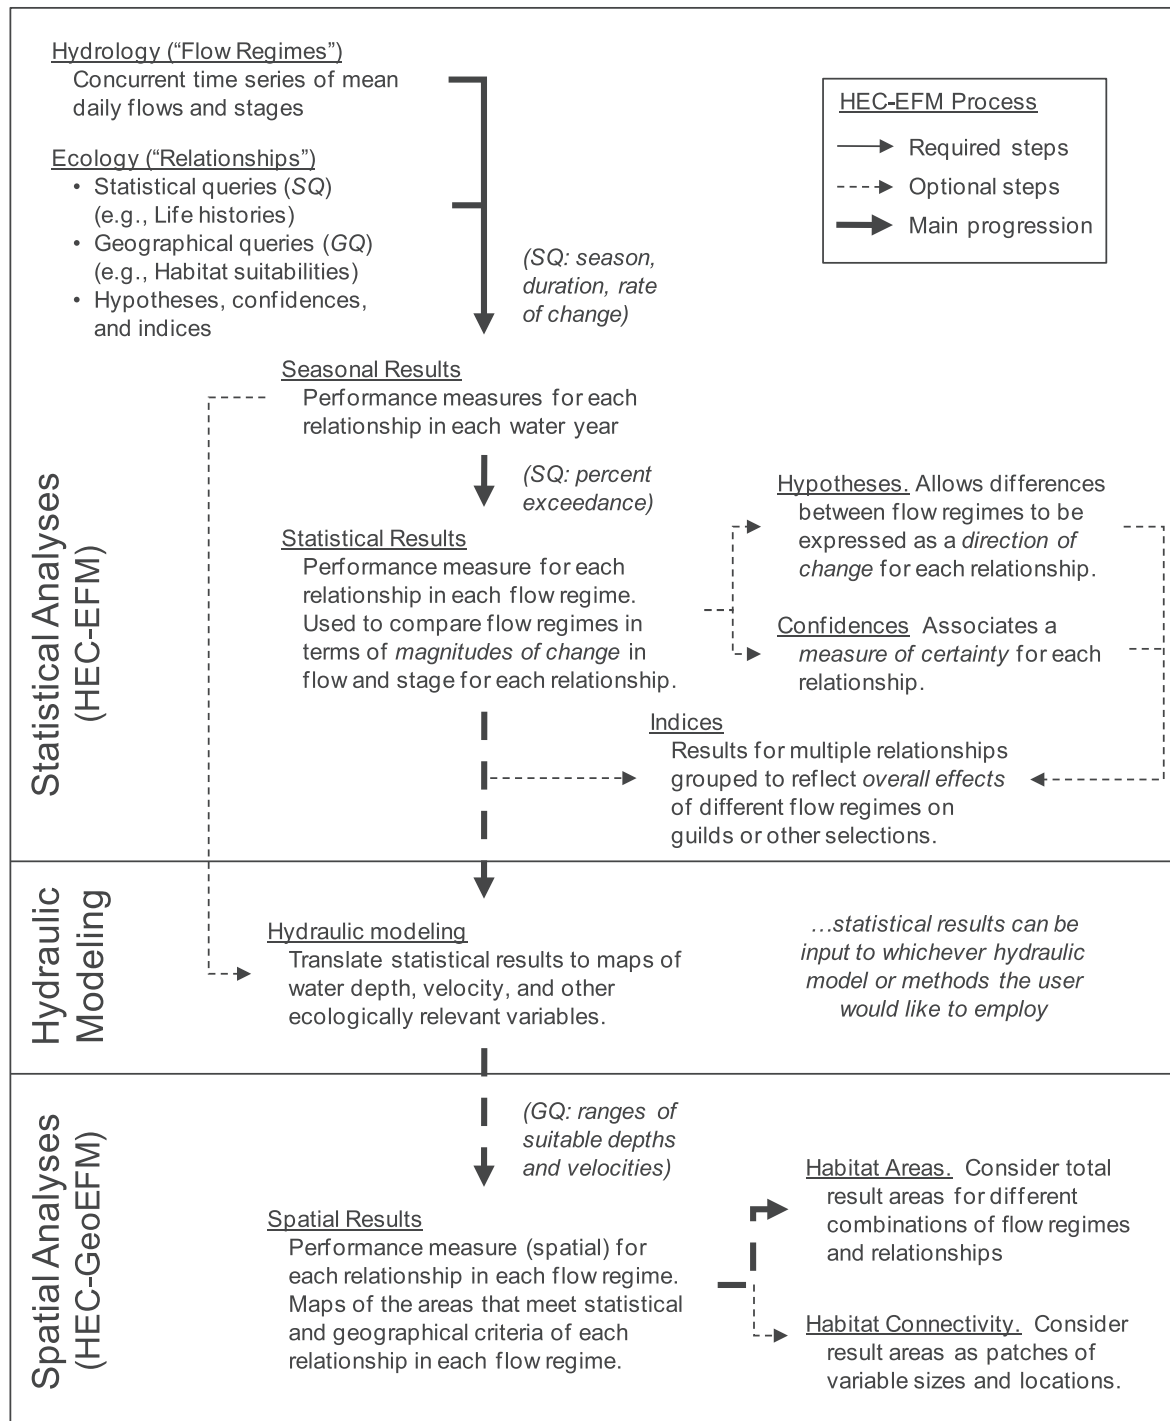 Hydrology (“Flow Regimes”)
Concurrent time series of mean
daily flows and stages
Ecology (“Relationships”)
• Statistical queries (SQ)
(e.g., Life histories)
• Geographical queries (GQ)
(e.g., Habitat suitabilities)
• Hypotheses, confidences,
and indices
HEC-EFM Process
Required steps
Optional steps
Main progression
(SQ: season,
duration, rate
of change)
Statistical Analyses
(HEC-EFM)
Seasonal Results
Performance measures for each
relationship in each water year
(SQ: percent
exceedance)
Statistical Results
Performance measure for each
relationship in each flow regime.
Used to compare flow regimes in
terms of magnitudes of change in
flow and stage for each relationship.
Hypotheses. Allows differences
between flow regimes to be
expressed as a direction of
change for each relationship.
Confidences Associates a
measure of certainty for each
relationship.
Indices
Results for multiple relationships
grouped to reflect overall effects
of different flow regimes on
guilds or other selections.
Hydraulic
Modeling
Hydraulic modeling
Translate statistical results to maps of
water depth, velocity, and other
ecologically relevant variables.
…statistical results can be
input to whichever hydraulic
model or methods the user
would like to employ
Spatial Analyses
(HEC-GeoEFM)
(GQ: ranges of
suitable depths
and velocities)
Spatial Results
Performance measure (spatial) for
each relationship in each flow regime.
Maps of the areas that meet statistical
and geographical criteria of each
relationship in each flow regime.
Habitat Areas. Consider total
result areas for different
combinations of flow regimes
and relationships
Habitat Connectivity. Consider
result areas as patches of
variable sizes and locations.